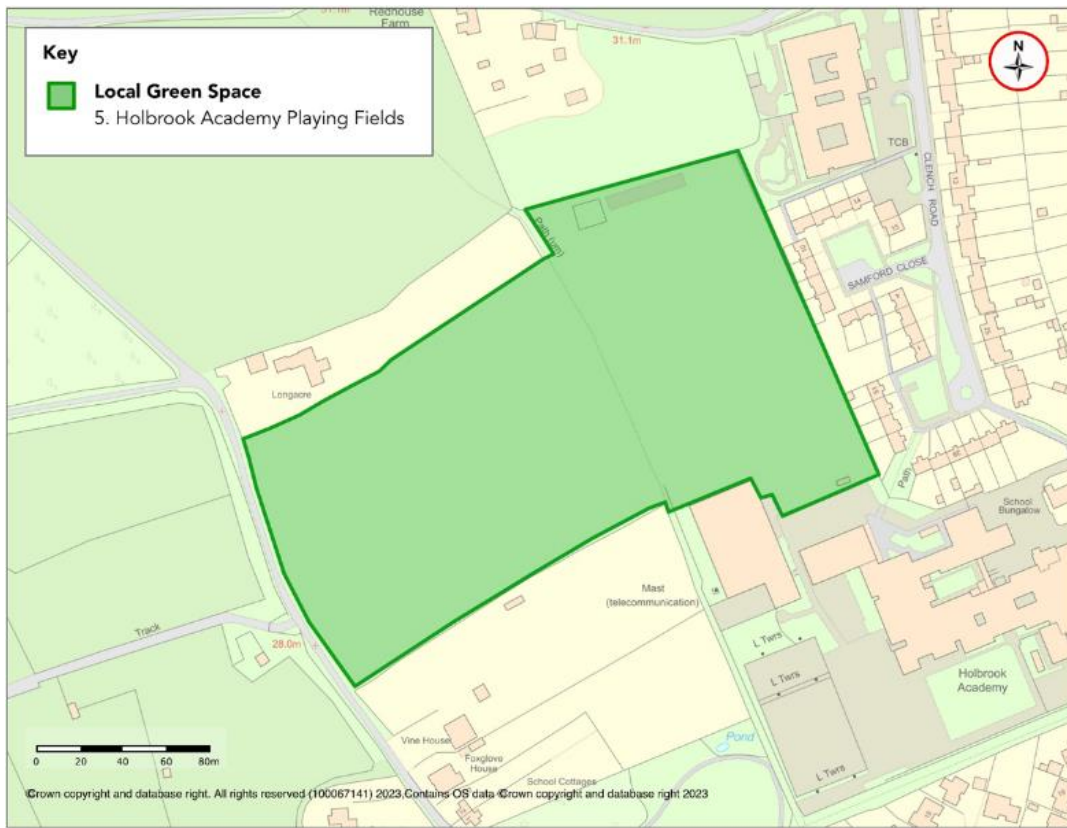 31.1m
Redhouse
Farm
31.1m
Key
Local Green Space
5. Holbrook Academy Playing Fields
N
TCB
CLENCH ROAD
Path (um)
SAMFORD CLOSE
Longacre
Path
School
Bungalow
Mast
(telecommunication)
Track
28.0m
L Twrs
L Twrs
Holbrook
Academy
Pond
Vine House
Foxglove
House
L Twrs
School Cottages
0 20 40 60 80m
©Crown copyright and database right. All rights reserved (100067141) 2023,Contains OS data ©Crown copyright and database right 2023